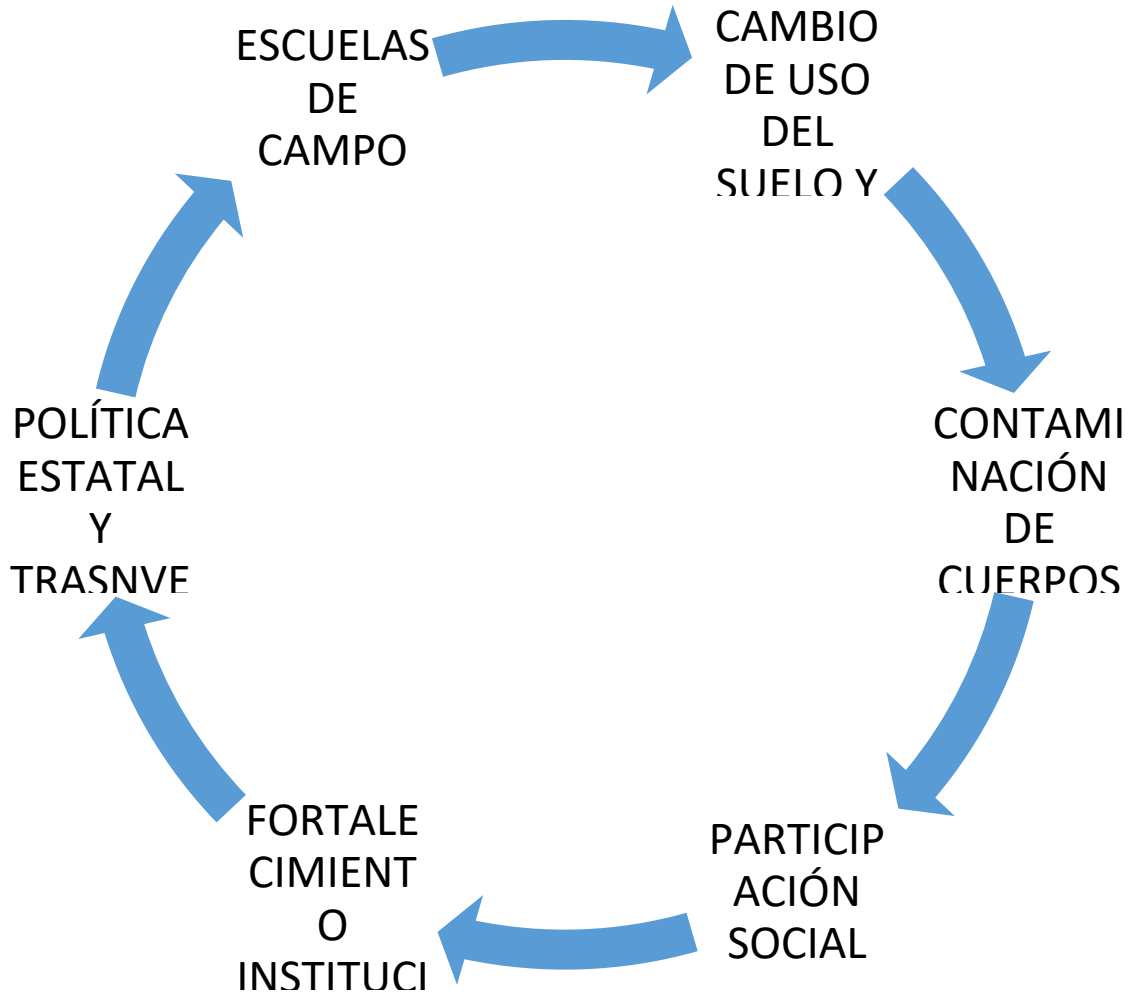 ESCUELAS
DE
CAMPO
CAMBIO
DE USO
DEL
SUELO Y
CONTAMI
NACIÓN
DE
CUERPOS
PARTICIP
ACIÓN
SOCIAL
FORTALE
CIMIENT
O
INSTITUCI
POLÍTICA
ESTATAL
Y
TRASNVE